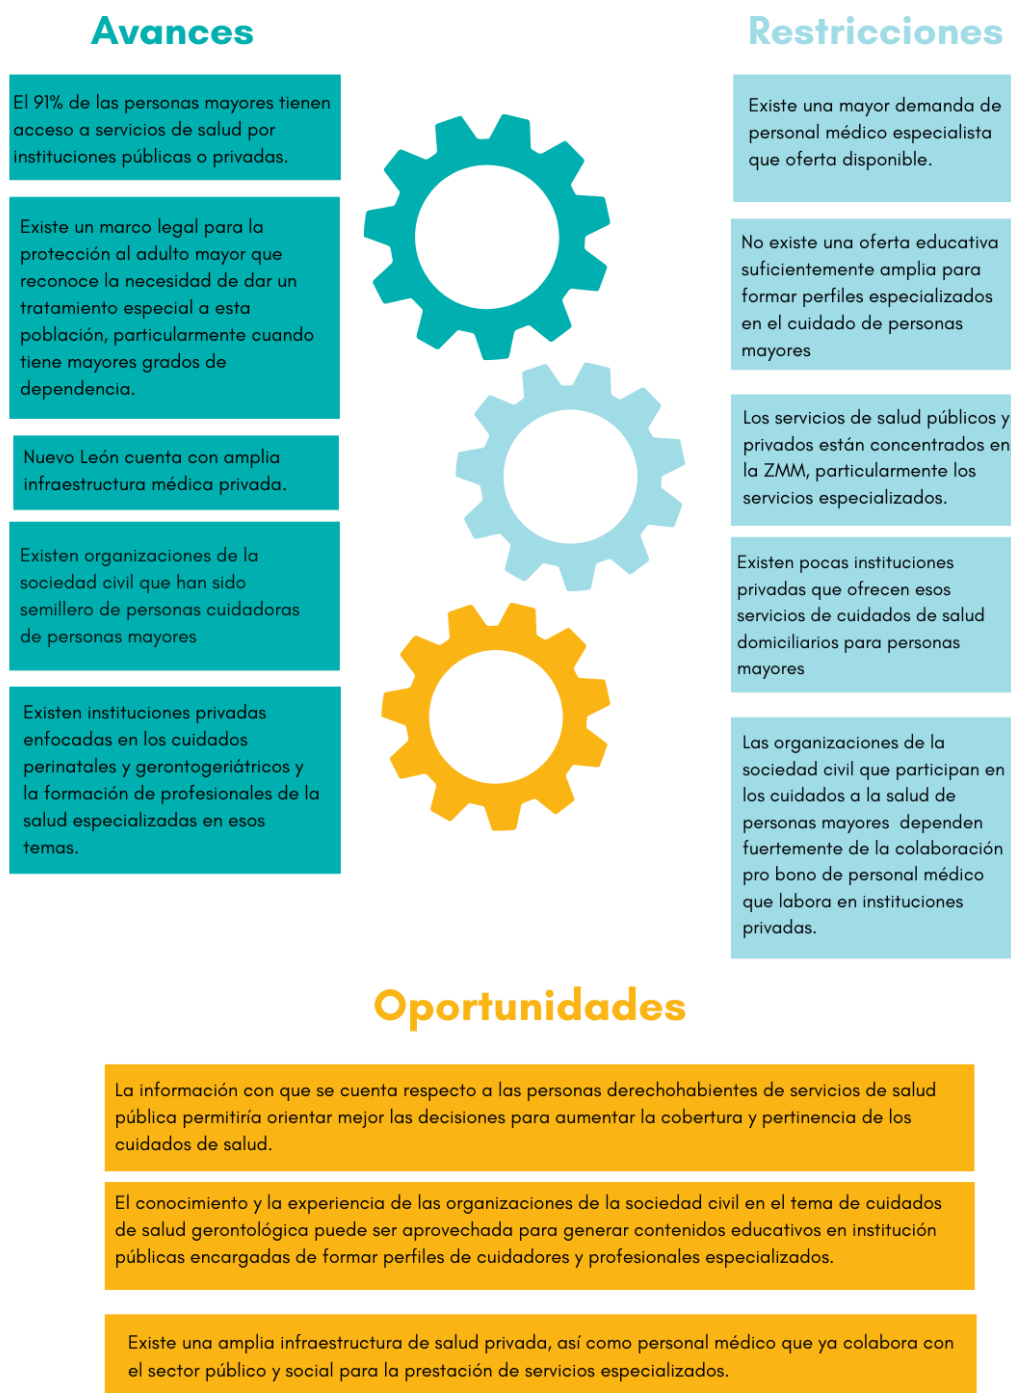 Avances
El 91% de las personas mayores tienen
acceso a servicios de salud por
instituciones públicas o privadas.
Existe un marco legal para la
protección al adulto mayor que
reconoce la necesidad de dar un
tratamiento especial a esta
población, particularmente cuando
tiene mayores grados de
dependencia.
Nuevo León cuenta con amplia
infraestructura médica privada.
Existen organizaciones de la
sociedad civil que han sido
semillero de personas cuidadoras
de personas mayores
Existen instituciones privadas
enfocadas en los cuidados
perinatales y gerontogeriátricos y
la formación de profesionales de la
salud especializadas en esos
temas.
Restricciones
Existe una mayor demanda de
personal médico especialista
que oferta disponible.
No existe una oferta educativa
suficientemente amplia para
formar perfiles especializados
en el cuidado de personas
mayores
Los servicios de salud públicos y
privados están concentrados en
la ZMM, particularmente los
servicios especializados.
Existen pocas instituciones
privadas que ofrecen esos
servicios de cuidados de salud
domiciliarios para personas
mayores
Las organizaciones de la
sociedad civil que participan en
los cuidados a la salud de
personas mayores dependen
fuertemente de la colaboración
pro bono de personal médico
que labora en instituciones
privadas.
Oportunidades
La información con que se cuenta respecto a las personas derechohabientes de servicios de salud
pública permitiría orientar mejor las decisiones para aumentar la cobertura y pertinencia de los
cuidados de salud.
El conocimiento y la experiencia de las organizaciones de la sociedad civil en el tema de cuidados
de salud gerontológica puede ser aprovechada para generar contenidos educativos en institución
públicas encargadas de formar perfiles de cuidadores y profesionales especializados.
Existe una amplia infraestructura de salud privada, así como personal médico que ya colabora con
el sector público y social para la prestación de servicios especializados.